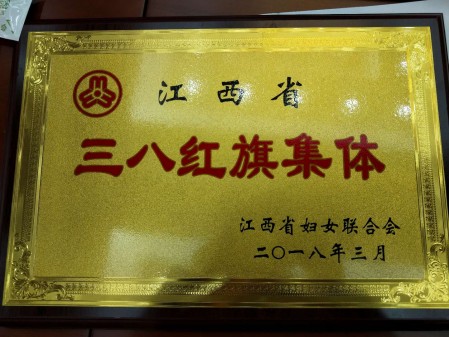 江西省
三八红旗集体
江西省妇女联合会
二〇一八年三月